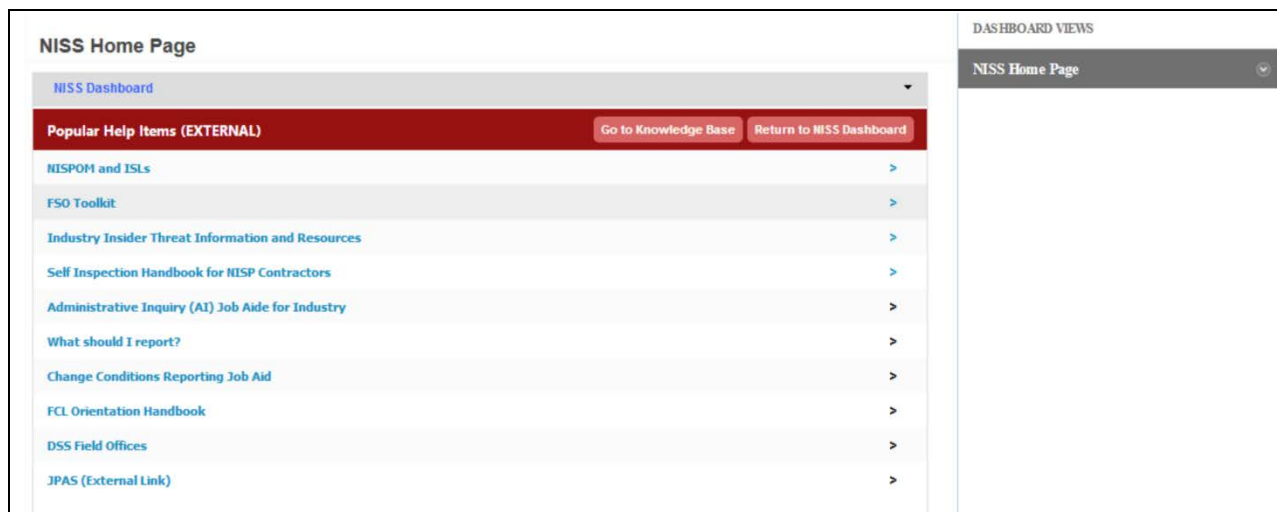 NISS Home Page
NISS Dashboard
Popular Help Items (EXTERNAL) Go to Knowledge Base Return to NISS Dashboard
NISPOM and ISLs >
FSO Toolkit >
Industry Insider Threat Information and Resources >
Self Inspection Handbook for NISP Contractors >
Administrative Inquiry (AI) Job Aide for Industry >
What should I report? >
Change Conditions Reporting Job Aid >
FCL Orientation Handbook >
DSS Field Offices >
JPAS (External Link) >
DASHBOARD VIEWS
NISS Home Page